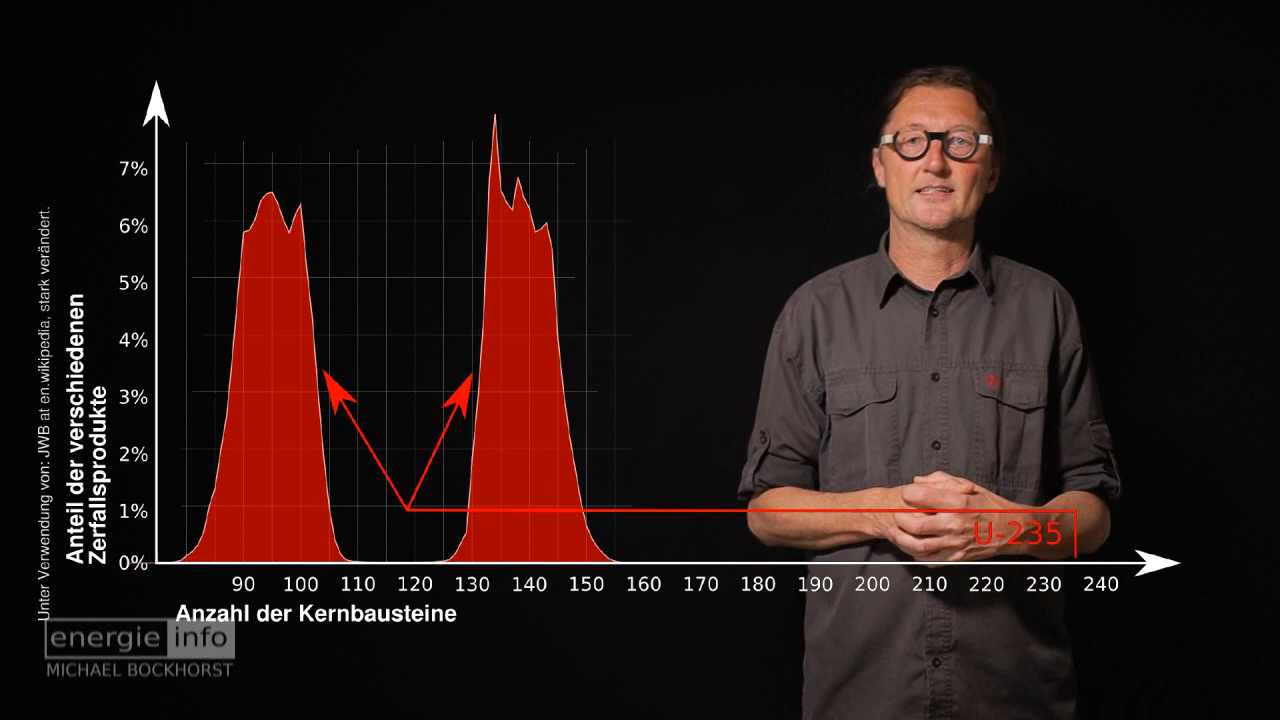 7%
6%
5%
4%
3%
2%
1%
0%
Anteil der verschiedenen
Zerfallsprodukte
Unter Verwendung von: JWB at en.wikipedia, stark verändert.
U-235
90 100 110 120 130 140 150 160 170 180 190 200 210 220 230 240
Anzahl der Kernbausteine
energie info
MICHAEL BOCKHORST